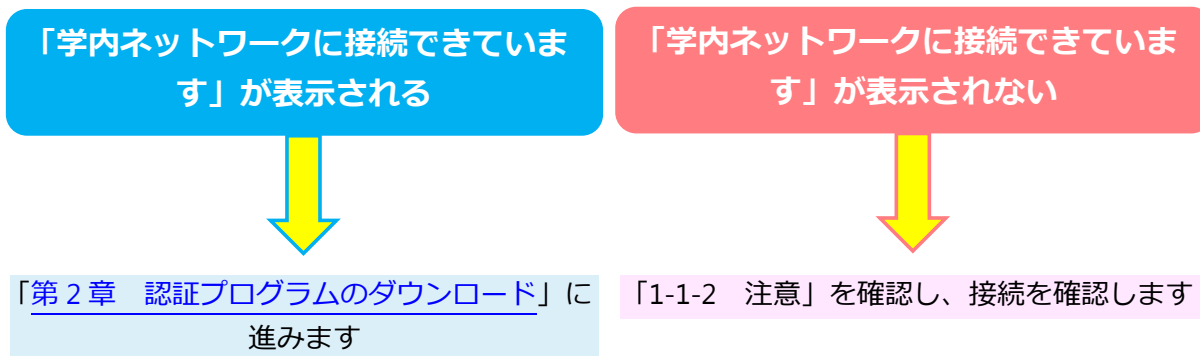 「学内ネットワークに接続できていま
す」が表示される
「学内ネットワークに接続できていま
す」が表示されない
「第2章　認証プログラムのダウンロード」に
進みます
「1-1-2　注意」を確認し、接続を確認します